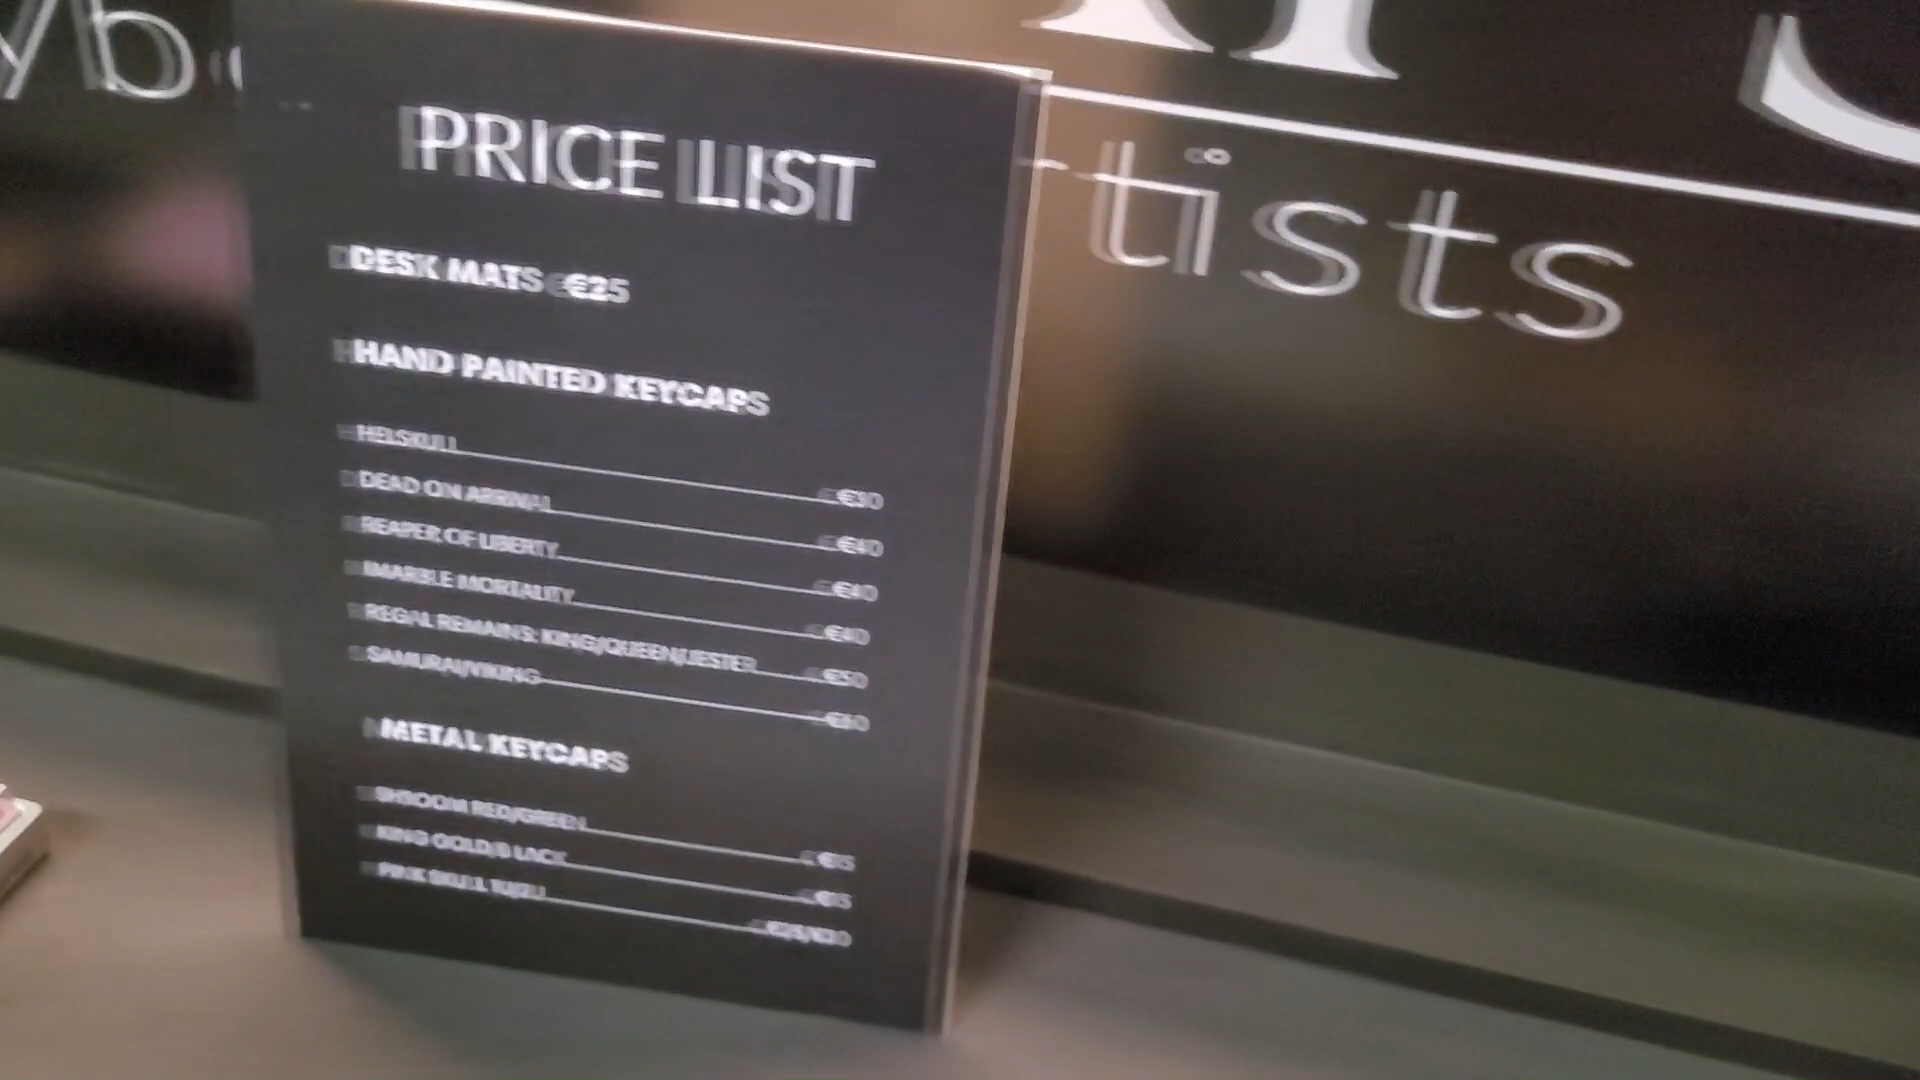 PRICE LIST
DESK MATS €25
HAND PAINTED KEYCAPS
HELSKULL €30
DEAD ON ARRIVAL €40
REAPER OF LIBERTY €40
MARBLE MORTALITY €40
REGAL REMAINS: KING/QUEEN/JESTER €50
SAMURAI/VIKING
METAL KEYCAPS
SHROOM RED/GREEN €15
KING GOLD/BLACK €15
PINK SKULL